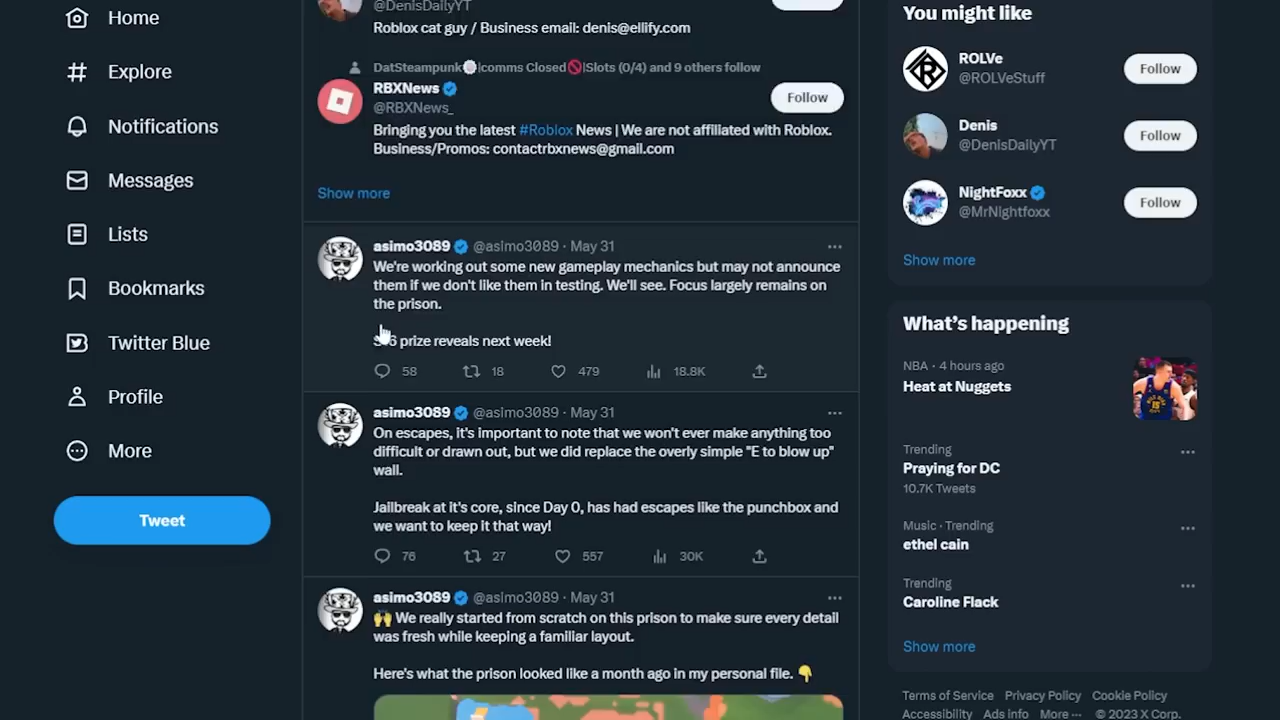 Home
Explore
Notifications
Messages
Lists
Bookmarks
Twitter Blue
Profile
More
Tweet
@DenisDailyYT
Roblox cat guy / Business email: denis@ellify.com
DatSteampunk |comms Closed🚫|Slots (0/4) and 9 others follow
RBXNews
@RBXNews_
Follow
Bringing you the latest #Roblox News | We are not affiliated with Roblox.
Business/Promos: contactrbxnews@gmail.com
Show more
asimo3089 @asimo3089 · May 31
We're working out some new gameplay mechanics but may not announce
them if we don't like them in testing. We'll see. Focus largely remains on
the prison.
prize reveals next week!
58 18 479 18.8K
asimo3089 @asimo3089 · May 31
On escapes, it's important to note that we won't ever make anything too
difficult or drawn out, but we did replace the overly simple "E to blow up"
wall.
Jailbreak at it's core, since Day 0, has had escapes like the punchbox and
we want to keep it that way!
76 27 557 30K
asimo3089 @asimo3089 · May 31
🙌 We really started from scratch on this prison to make sure every detail
was fresh while keeping a familiar layout.
Here's what the prison looked like a month ago in my personal file. 👇
You might like
ROLVe
@ROLVeStuff
Follow
Denis
@DenisDailyYT
Follow
NightFoxx
@MrNightfoxx
Follow
Show more
What's happening
NBA · 4 hours ago
Heat at Nuggets
Trending
Praying for DC
10.7K Tweets
Music · Trending
ethel cain
Trending
Caroline Flack
Show more
Terms of Service Privacy Policy Cookie Policy
Accessibility Ads info More ··· © 2023 X Corp.